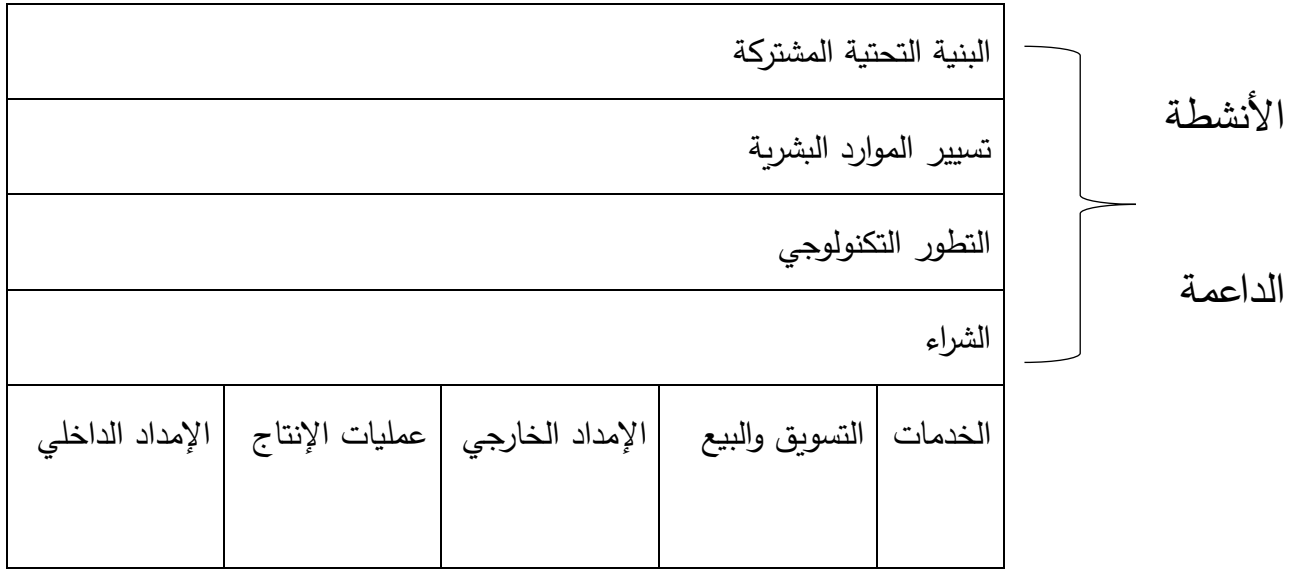 البنية التحتية المشتركة
تسيير الموارد البشرية
التطور التكنولوجي
الشراء
الأنشطة
الداعمة
الخدمات
التسويق والبيع
الإمداد الخارجي
عمليات الإنتاج
الإمداد الداخلي